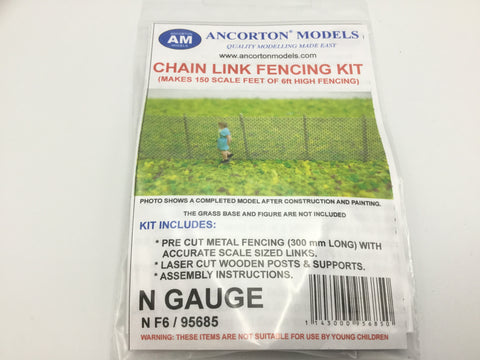 ANCORTON
AM
MODELS
ANCORTON® MODELS
QUALITY MODELLING MADE EASY
www.ancortonmodels.com
CHAIN LINK FENCING KIT
(MAKES 150 SCALE FEET OF 6ft HIGH FENCING)
PHOTO SHOWS A COMPLETED MODEL AFTER CONSTRUCTION AND PAINTING.
THE GRASS BASE AND FIGURE ARE NOT INCLUDED
KIT INCLUDES:
* PRE CUT METAL FENCING (300 mm LONG) WITH
ACCURATE SCALE SIZED LINKS.
* LASER CUT WOODEN POSTS & SUPPORTS.
* ASSEMBLY INSTRUCTIONS.
N GAUGE
N F6 / 95685
WARNING: THESE ITEMS ARE NOT SUITABLE FOR USE BY YOUNG CHILDREN